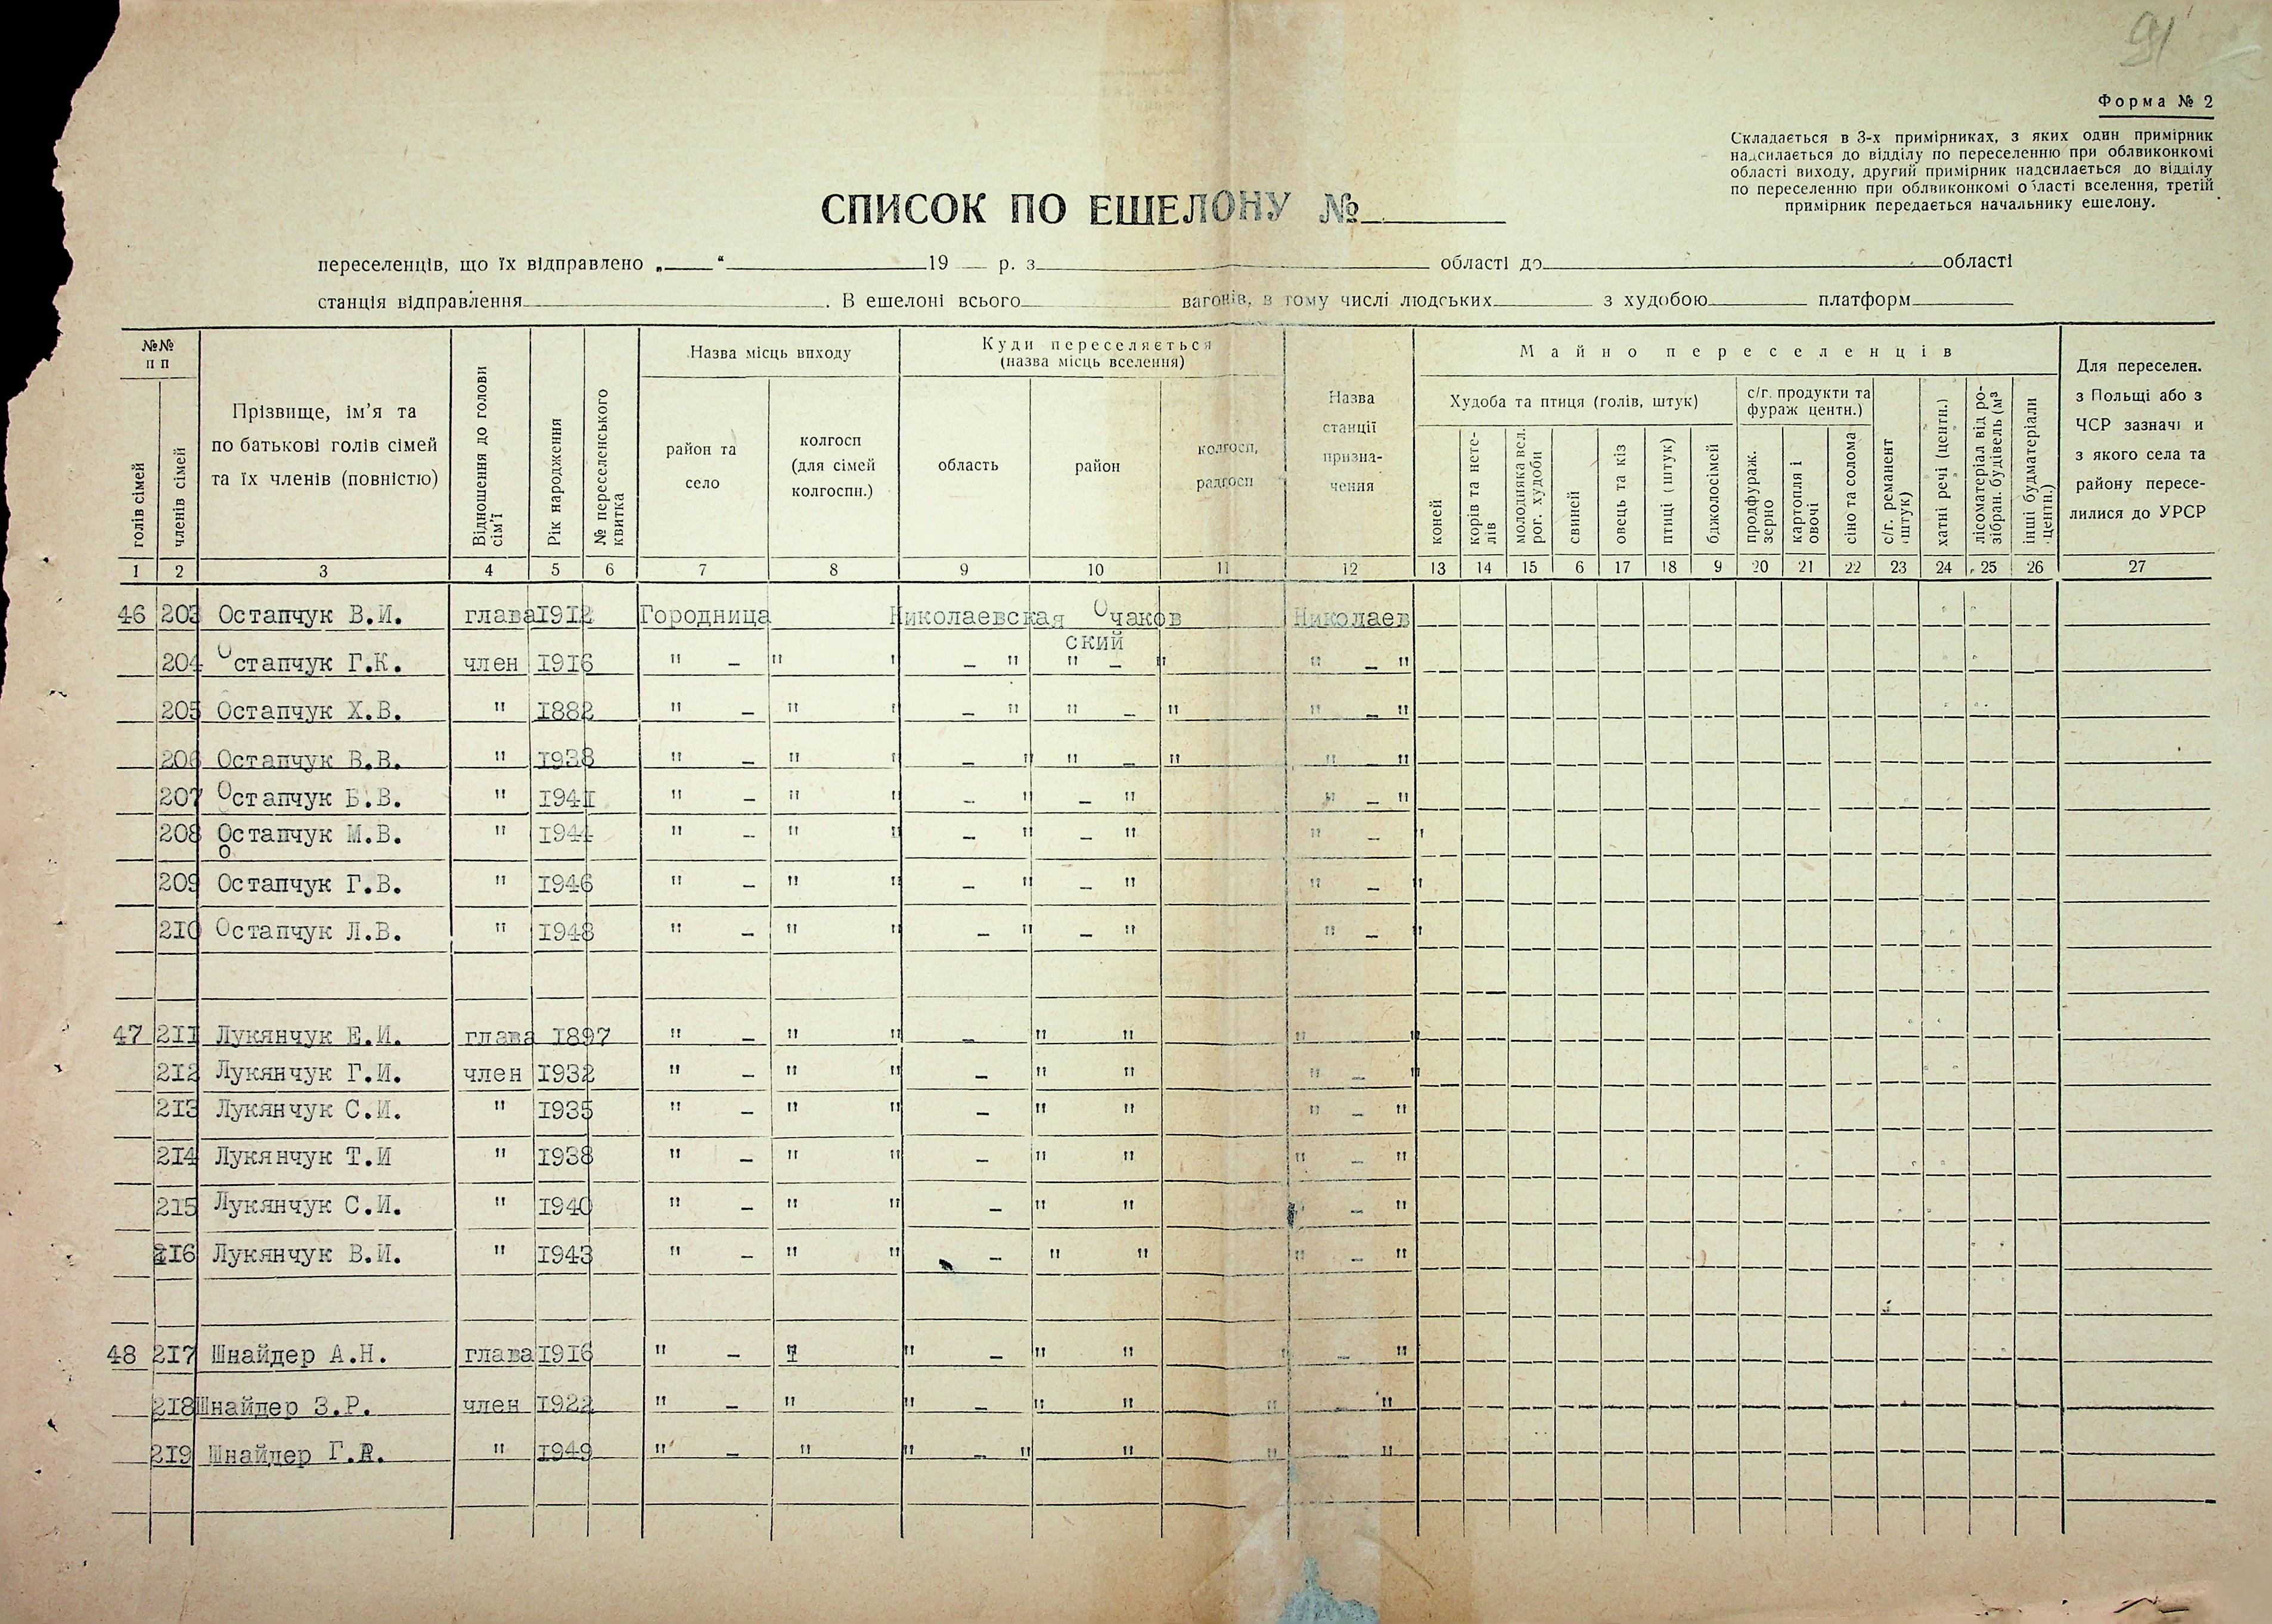 91
Форма № 2
Складається в 3-х примірниках, з яких один примірник
надсилається до відділу по переселенню при облвиконкомі
області виходу, другий примірник надсилається до відділу
по переселенню при облвиконкомі області вселення, третій
примірник передається начальнику ешелону.
СПИСОК ПО ЕШЕЛОНУ №
переселенців, що їх відправлено „ “ 19 р. з області до області
станція відправлення . В ешелоні всього вагонів, в тому числі людських з худобою платформ
№№
п п
голів сімей
членів сімей
Прізвище, ім’я та
по батькові голів сімей
та їх членів (повністю)
Відношення до голови
сім’ї
Рік народження
№ переселенського
квитка
Назва місць виходу
район та
село
колгосп
(для сімей
колгоспн.)
Куди переселяється
(назва місць вселення)
область
район
колгосп,
радгосп
Назва
станції
призна-
чення
Майно переселенців
Худоба та птиця (голів, штук)
коней
корів та нете-
лів
молодняка вел.
рог. худоби
свиней
овець та кіз
птиці (штук)
бджолосімей
с/г. продукти та
фураж центн.)
продфураж.
зерно
картопля і
овочі
сіно та солома
с/г. реманент
штук)
хатні речі (центн.)
лісоматеріал від ро-
зібран. будівель (м³
інші будматеріали
центн.)
Для переселен.
з Польщі або з
ЧСР зазначи
з якого села та
району пересе-
лилися до УРСР
1 2 3 4 5 6 7 8 9 10 11 12 13 14 15 6 17 18 9 20 21 22 23 24 25 26 27
46 203 Остапчук В.И. глава 1912 Городница Николаевская Очаков Николаев
ский
204 Остапчук Г.К. член 1916 " – " " – " " – " " – "
205 Остапчук Х.В. " 1882 " – " " – " " – " " – "
206 Остапчук В.В. " 1938 " – " " – " " – " " – "
207 Остапчук Б.В. " 1941 " – " " – " – " " – "
208 Остапчук М.В. " 1944 " – " " – " – " " – "
209 Остапчук Г.В. " 1946 " – " " – " – " " – "
210 Остапчук Л.В. " 1948 " – " " – " – " " – "
47 211 Лукянчук Е.И. глава 1897 " – " " – " " " "
212 Лукянчук Г.И. член 1932 " – " " – " " " – "
213 Лукянчук С.И. " 1935 " – " " – " " " – "
214 Лукянчук Т.И " 1938 " – " " – " " " – "
215 Лукянчук С.И. " 1940 " – " " – " " – "
216 Лукянчук В.И. " 1943 " – " " – " " " – "
48 217 Шнайдер А.Н. глава 1916 " – " " – " " " – "
218 Шнайдер З.Р. член 1922 " – " " – " " " – "
219 Шнайдер Г.А. " 1949 " – " " – " " " – "